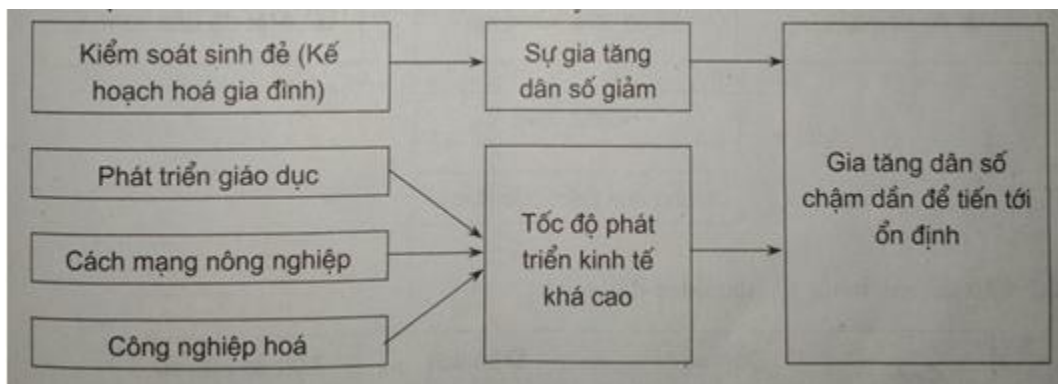 Kiểm soát sinh đẻ (Kế
hoạch hoá gia đình)
Sự gia tăng
dân số giảm
Phát triển giáo dục
Cách mạng nông nghiệp
Công nghiệp hoá
Tốc độ phát
triển kinh tế
khá cao
Gia tăng dân số
chậm dần để tiến tới
ổn định